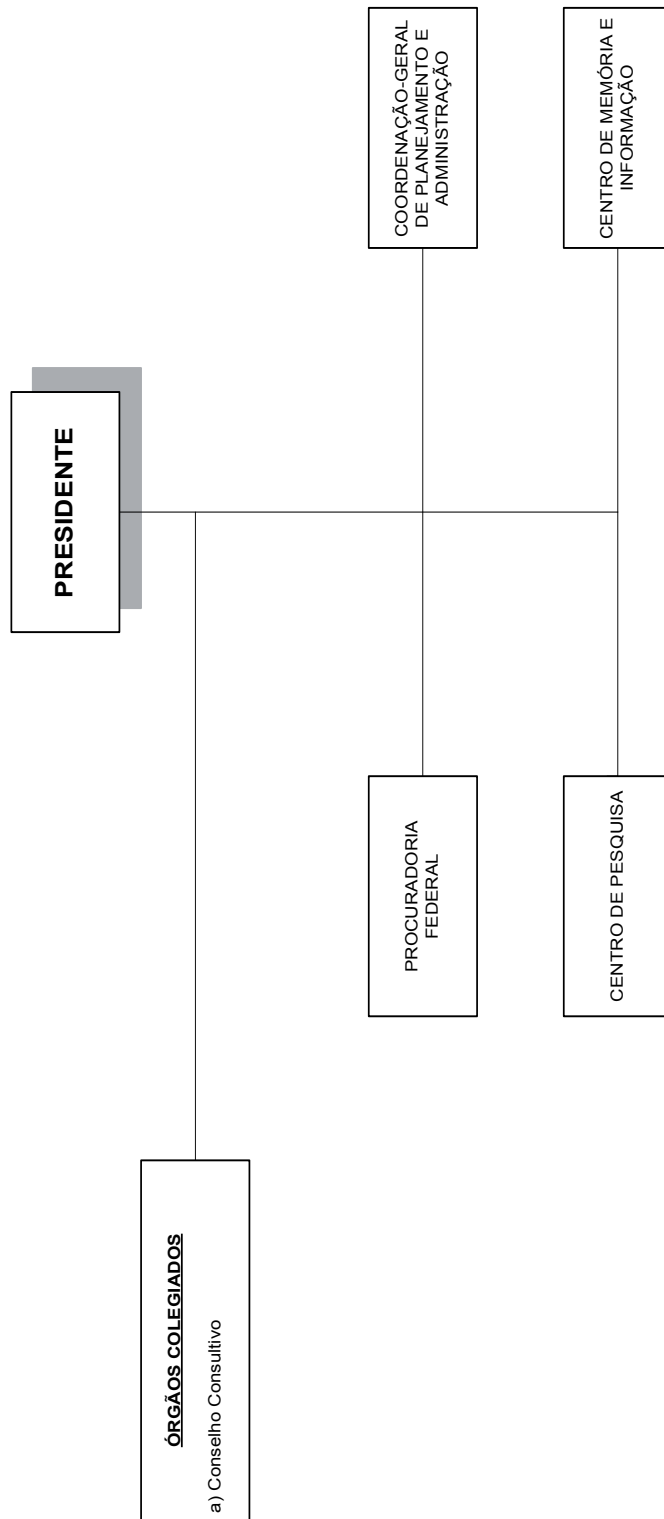 PRESIDENTE
ÓRGÃOS COLEGIADOS
a) Conselho Consultivo
PROCURADORIA
FEDERAL
COORDENAÇÃO-GERAL
DE PLANEJAMENTO E
ADMINISTRAÇÃO
CENTRO DE PESQUISA
CENTRO DE MEMÓRIA E
INFORMAÇÃO